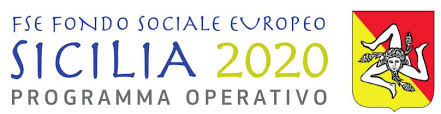 FSE FONDO SOCIALE EUROPEO
SICILIA 2020
PROGRAMMA OPERATIVO